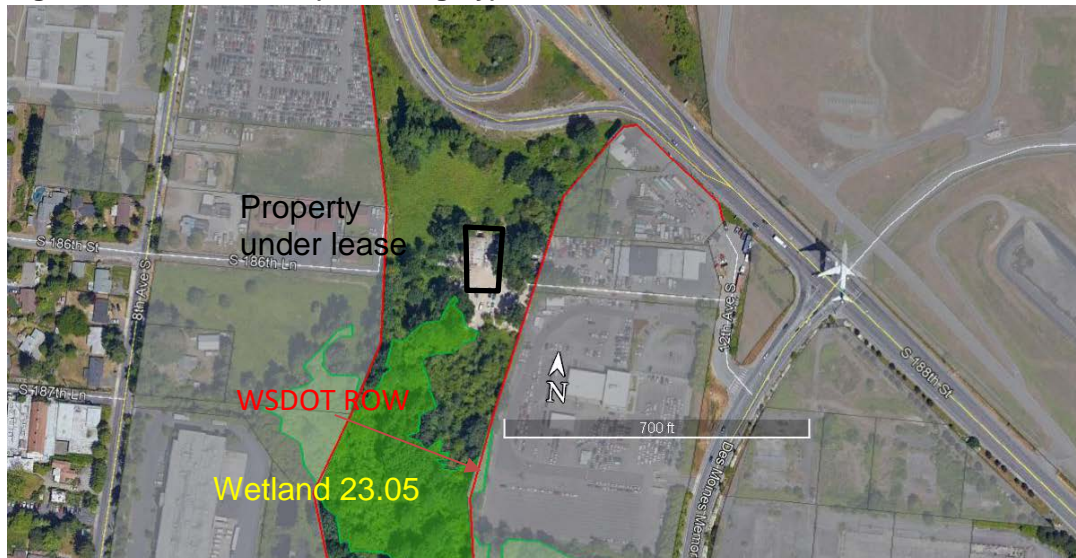 Property
under lease
S 186th St
S 186th Ln
8th Ave S
S 187th Ln
WSDOT ROW
Wetland 23.05
N
700 ft
12th Ave S
S 188th St
Des Moines Memor